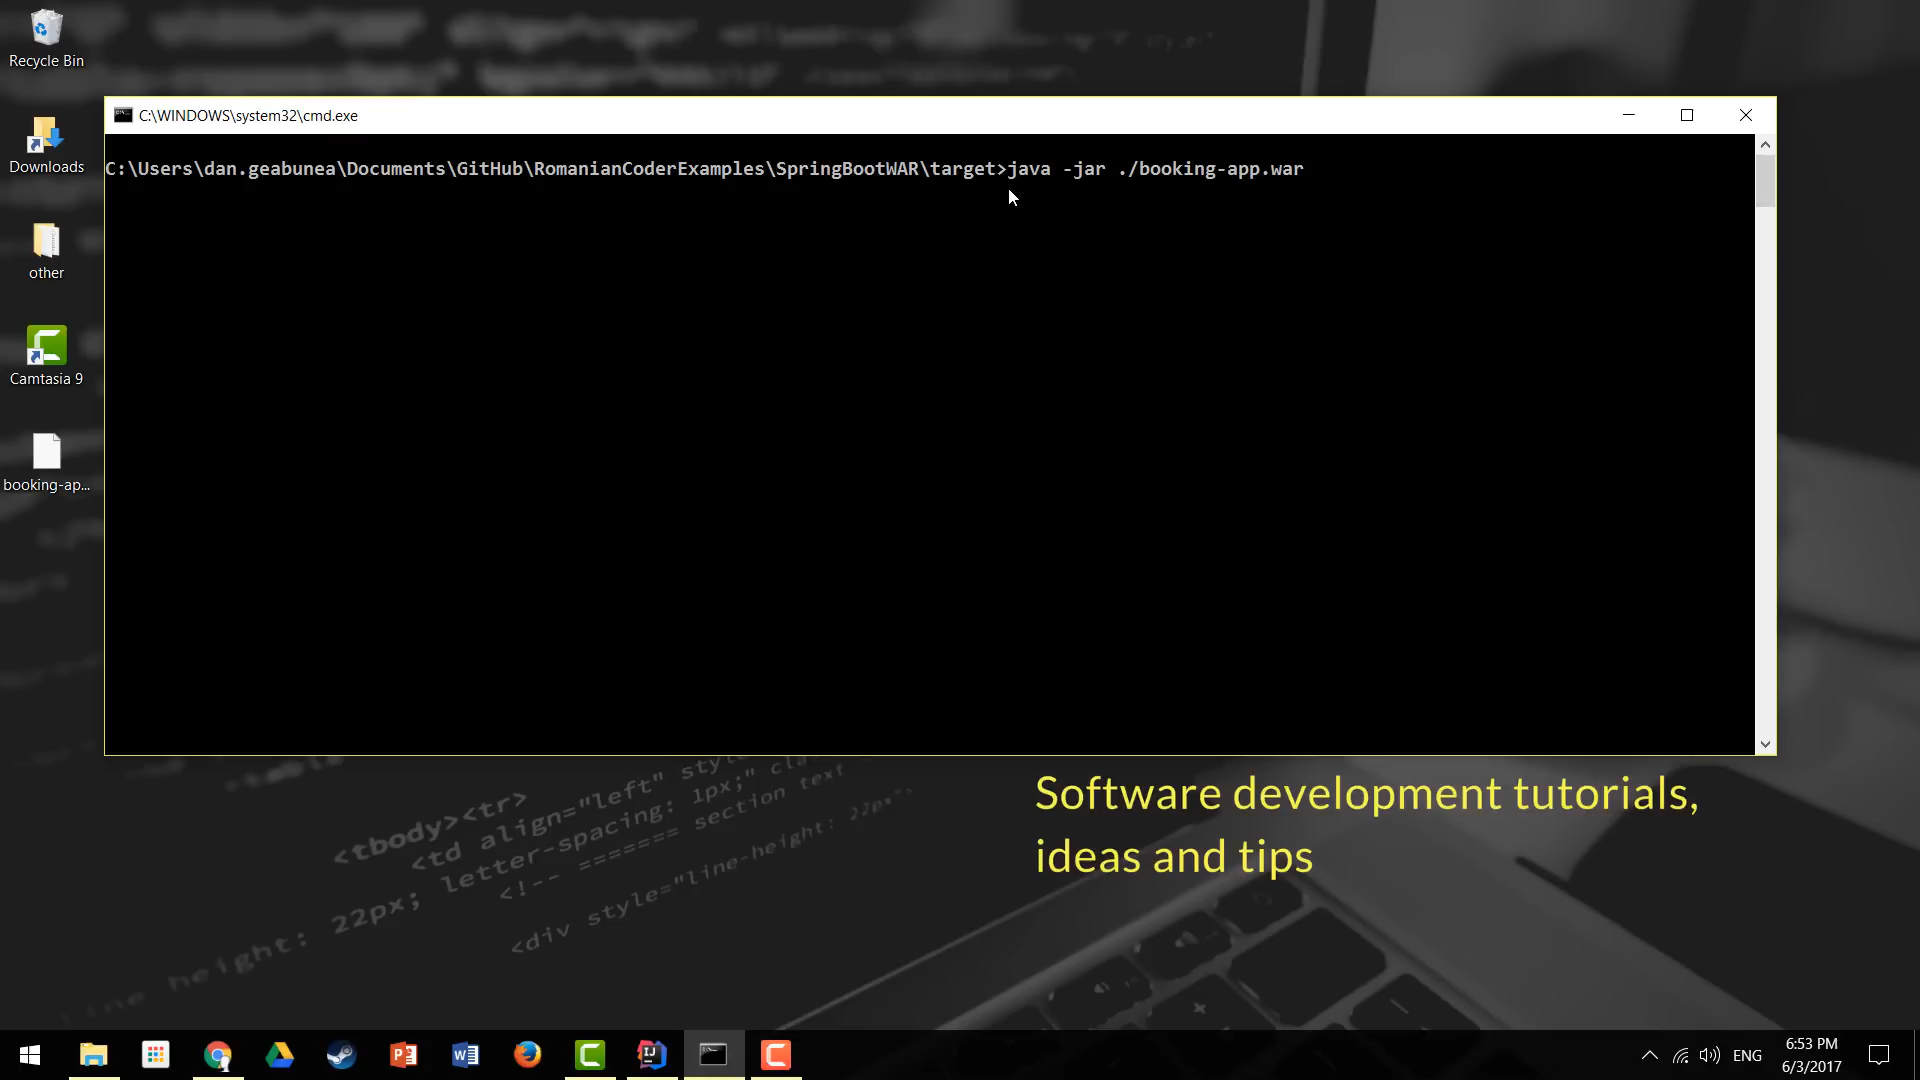 Recycle Bin
C:\WINDOWS\system32\cmd.exe
C:\Users\dan.geabunea\Documents\GitHub\RomanianCoderExamples\SpringBootWAR\target>java -jar ./booking-app.war
Downloads
other
Camtasia 9
booking-ap...
Software development tutorials,
ideas and tips
<tbody><tr>
<td align="left" style
letter-spacing: 1px;" cla
22px; <!-- ======= section text
height: <div style="line-height: 22px"
ENG
6:53 PM
6/3/2017